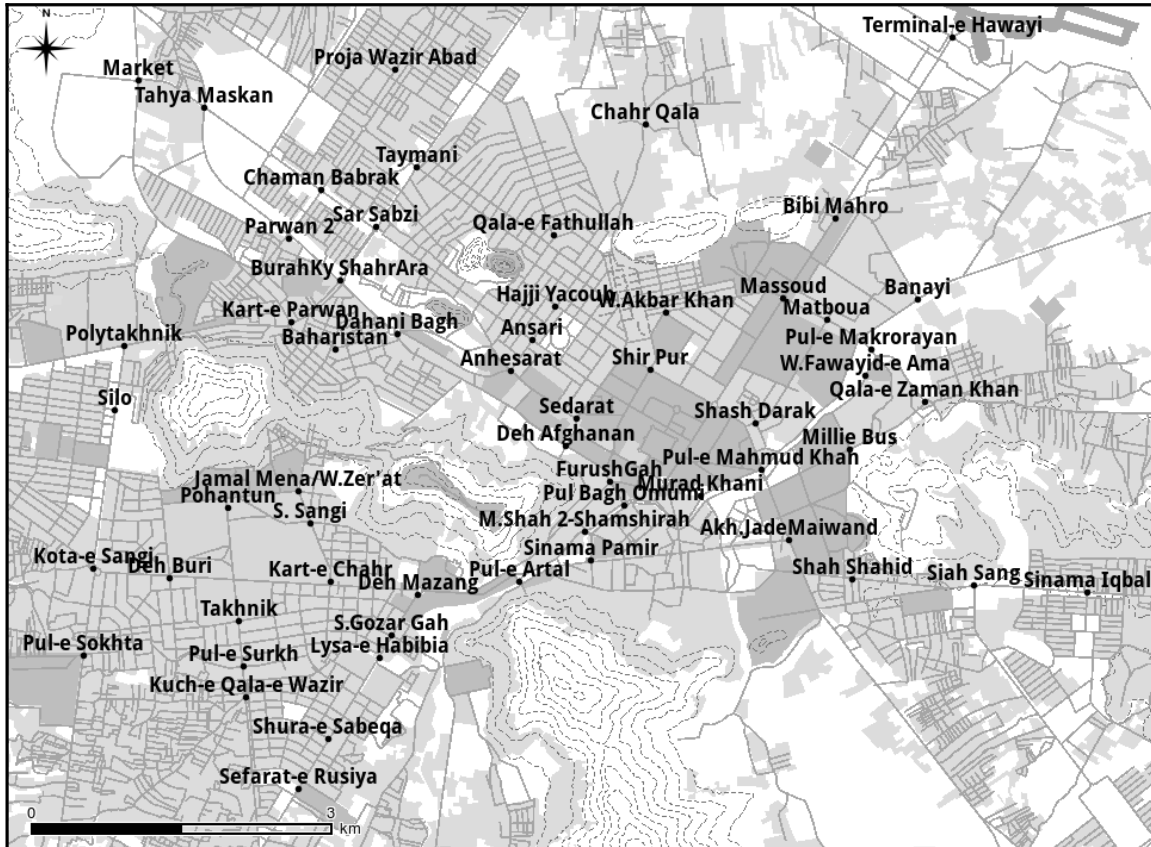 N
Terminal-e Hawayi
Proja Wazir Abad
Market
Tahya Maskan
Chahr Qala
Taymani
Chaman Babrak
Bibi Mahro
Sar Sabzi
Qala-e Fathullah
Parwan 2
BurahKy ShahrAra
Massoud
Banayi
Hajji Yacoub
W.Akbar Khan
Kart-e Parwan
Matboua
Dahani Bagh
Ansari
Polytakhnik
Baharistan
Pul-e Makrorayan
Anhesarat
Shir Pur
W.Fawayid-e Ama
Qala-e Zaman Khan
Silo
Sedarat
Shash Darak
Deh Afghanan
Millie Bus
Pul-e Mahmud Khan
FurushGah
Jamal Mena/W.Zer'at
Murad Khani
Pohantun
Pul Bagh Omumi
S. Sangi
M.Shah 2-Shamshirah
Akh.JadeMaiwand
Sinama Pamir
Kota-e Sangi
Deh Buri
Kart-e Chahr
Pul-e Artal
Shah Shahid
Siah Sang
Sinama Iqbal
Deh Mazang
Takhnik
S.Gozar Gah
Pul-e Sokhta
Lysa-e Habibia
Pul-e Surkh
Kuch-e Qala-e Wazir
Shura-e Sabeqa
Sefarat-e Rusiya
0 3
km